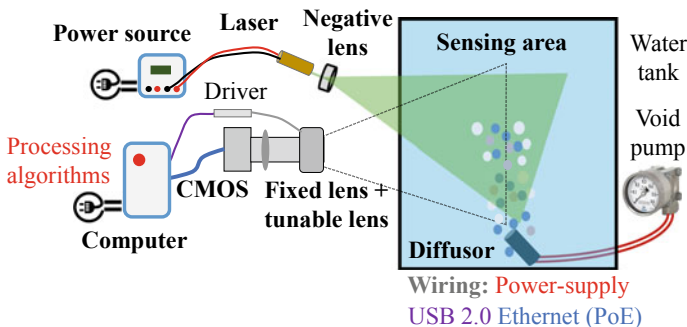 Power source
Laser
Negative
lens
Sensing area
Water
tank
Driver
Void
pump
Processing
algorithms
CMOS
Fixed lens +
tunable lens
Computer
Diffusor
Wiring: Power-supply
USB 2.0 Ethernet (PoE)